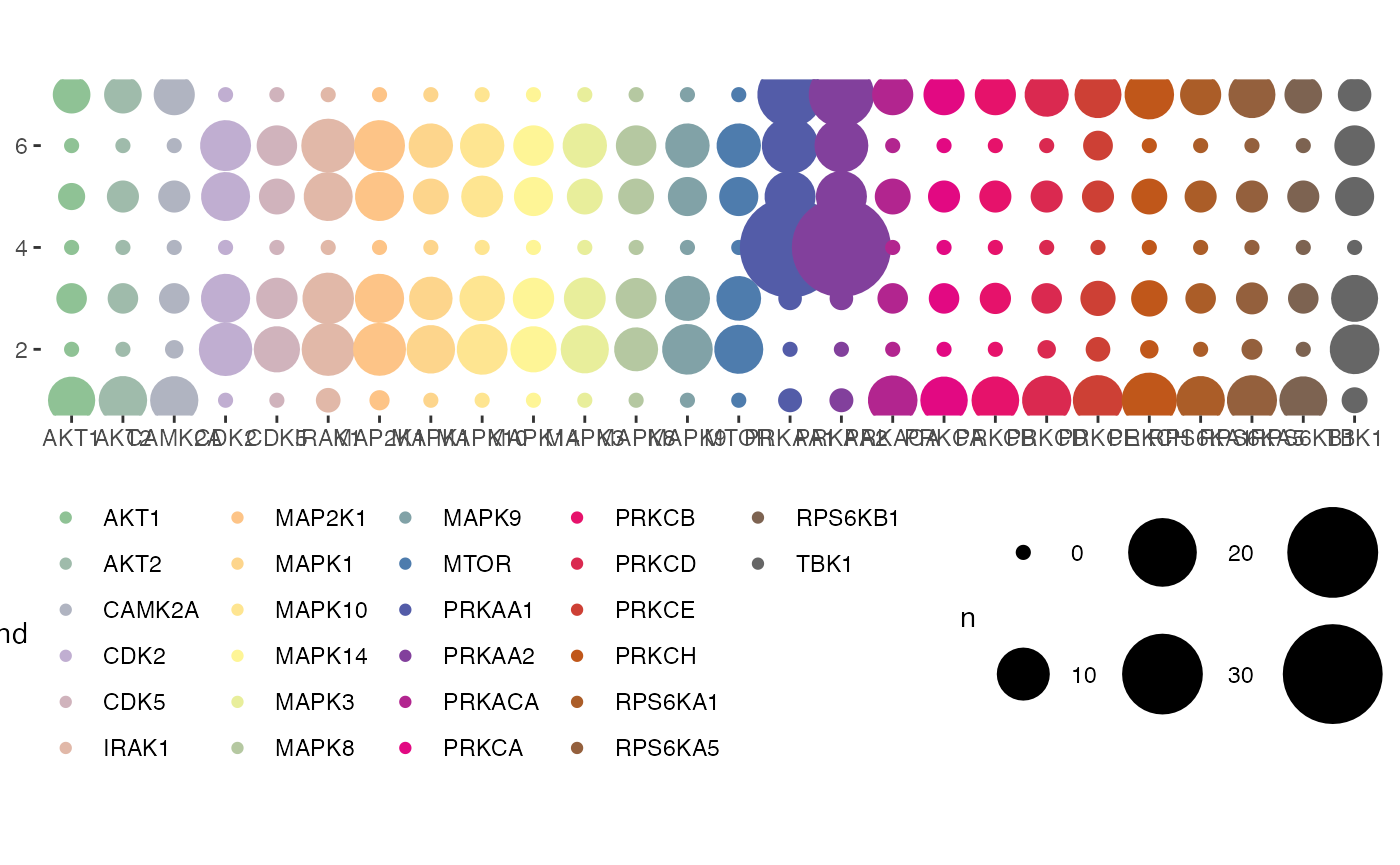 6
4
2
AKT1 AKT2 CAMK2A CDK2 CDK5 IRAK1 MAP2K1 MAPK1 MAPK10 MAPK14 MAPK3 MAPK8 MAPK9 MTOR PRKAA1 PRKAA2 PRKACA PRKCA PRKCB PRKCD PRKCE PRKCH RPS6KA1 RPS6KA5 RPS6KB1 TBK1
nd
AKT1
AKT2
CAMK2A
CDK2
CDK5
IRAK1
MAP2K1
MAPK1
MAPK10
MAPK14
MAPK3
MAPK8
MAPK9
MTOR
PRKAA1
PRKAA2
PRKACA
PRKCA
PRKCB
PRKCD
PRKCE
PRKCH
RPS6KA1
RPS6KA5
RPS6KB1
TBK1
n
0
10
20
30